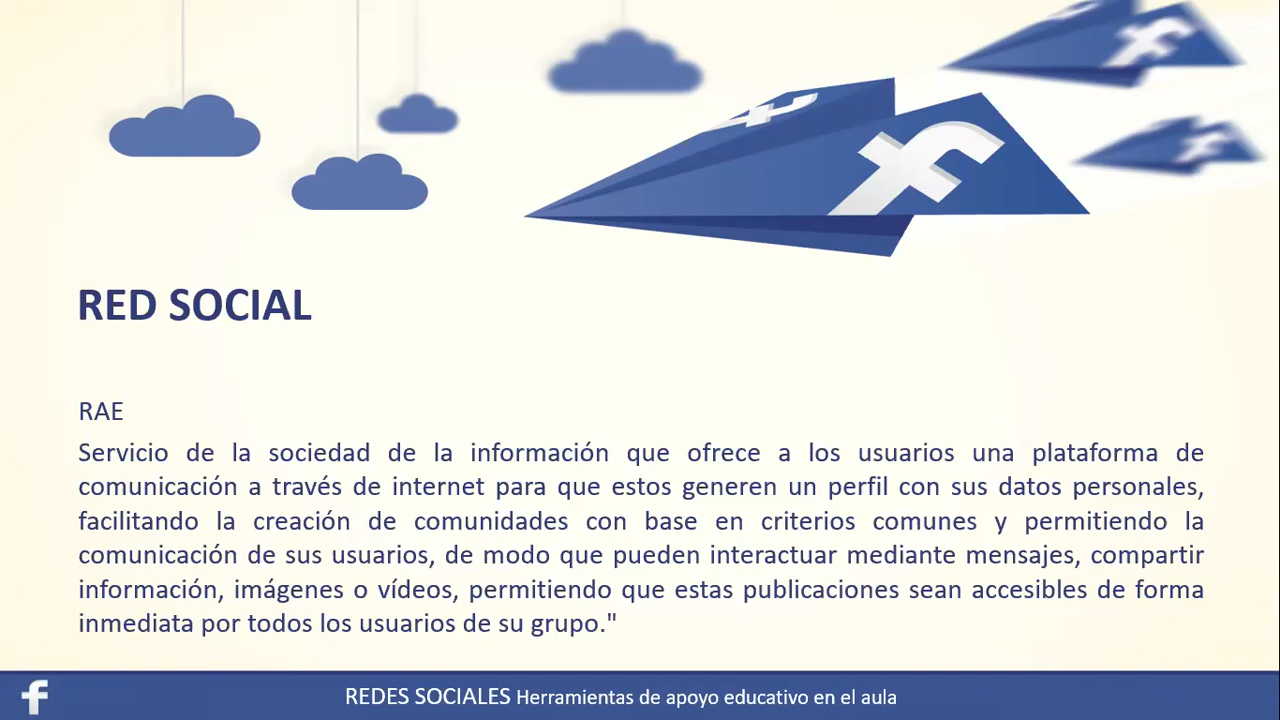 RED SOCIAL
RAE
Servicio de la sociedad de la información que ofrece a los usuarios una plataforma de
comunicación a través de internet para que estos generen un perfil con sus datos personales,
facilitando la creación de comunidades con base en criterios comunes y permitiendo la
comunicación de sus usuarios, de modo que pueden interactuar mediante mensajes, compartir
información, imágenes o vídeos, permitiendo que estas publicaciones sean accesibles de forma
inmediata por todos los usuarios de su grupo."
REDES SOCIALES Herramientas de apoyo educativo en el aula